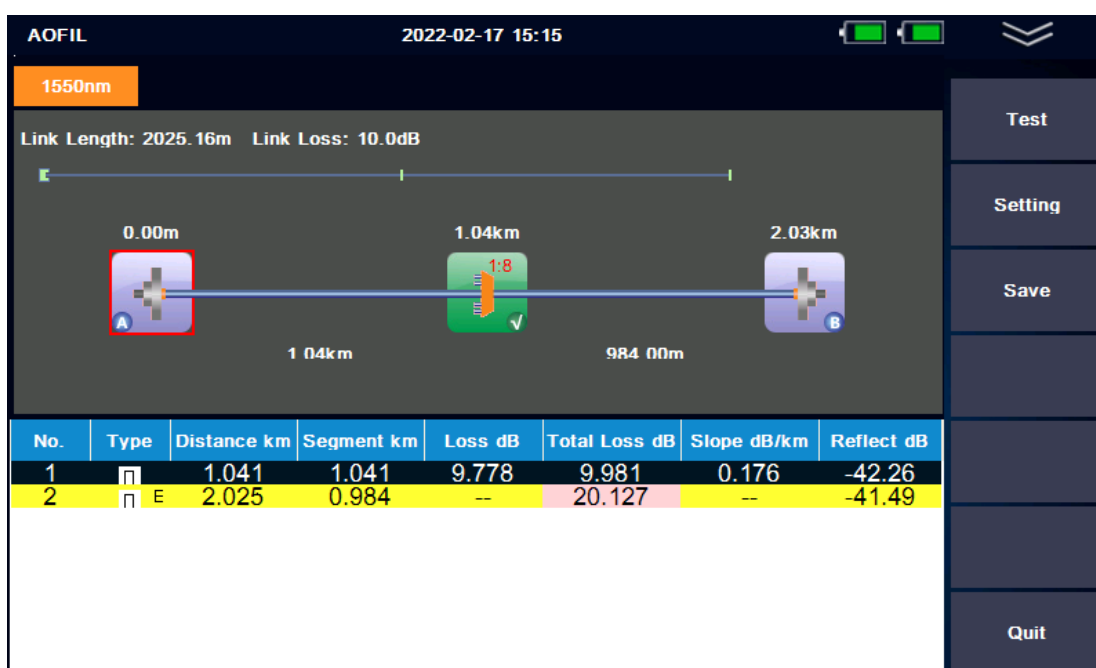 AOFIL 2022-02-17 15:15
1550nm
Test
Link Length: 2025.16m Link Loss: 10.0dB
Setting
0.00m 1.04km 2.03km
1:8
Save
A B
1.04km 984.00m
No. Type Distance km Segment km Loss dB Total Loss dB Slope dB/km Reflect dB
1 1.041 1.041 9.778 9.981 0.176 -42.26
2 E 2.025 0.984 -- 20.127 -- -41.49
Quit